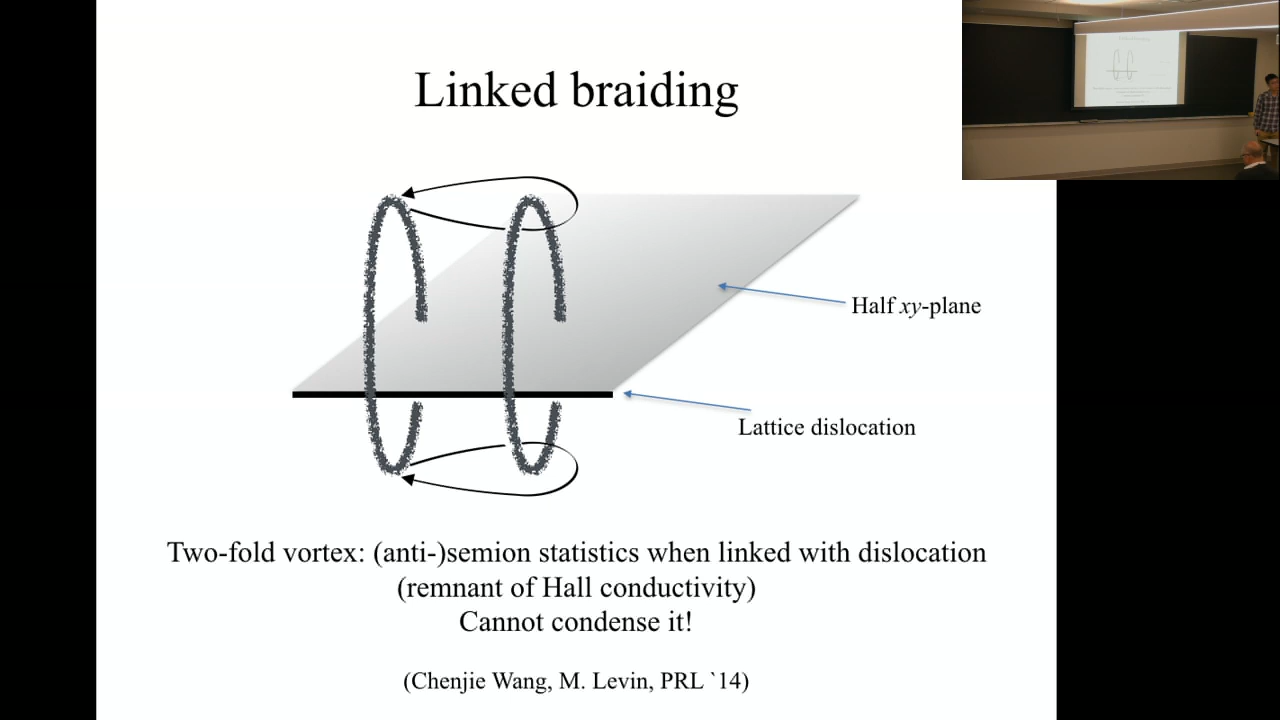 Linked braiding
Half xy-plane
Lattice dislocation
Two-fold vortex: (anti-)semion statistics when linked with dislocation
(remnant of Hall conductivity)
Cannot condense it!
(Chenjie Wang, M. Levin, PRL `14)